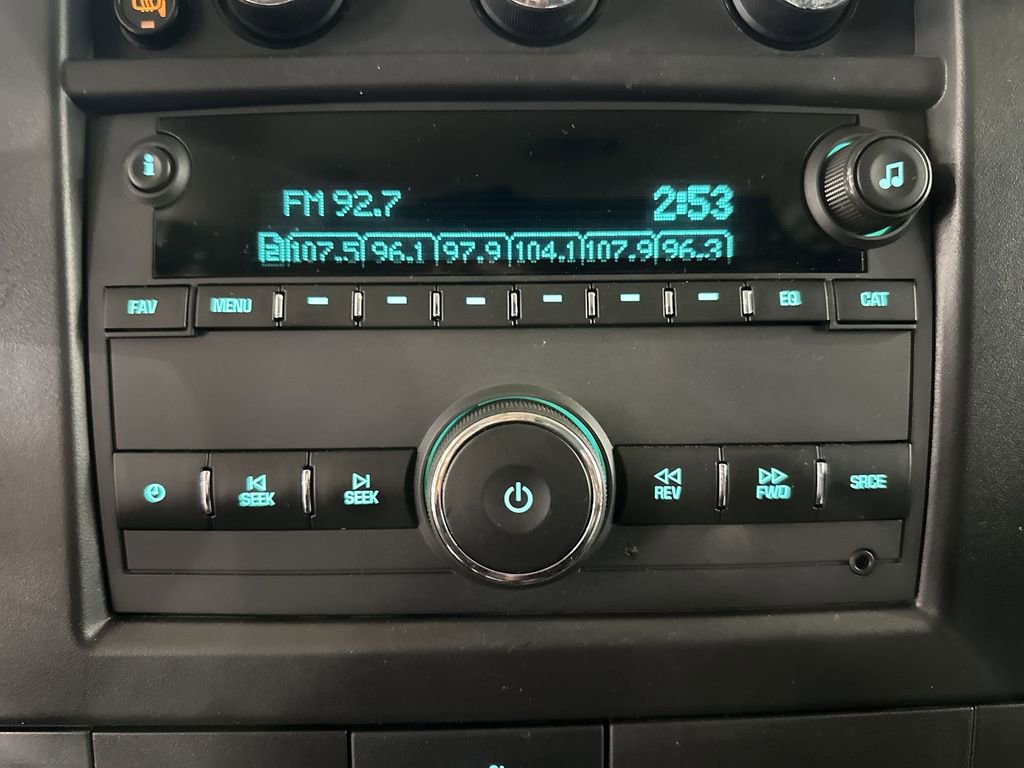 i
FM 92.7 2:53
2 107.5 96.1 97.9 104.1 107.9 96.3
FAV MENU EQ CAT
SEEK SEEK REV FWD SRCE